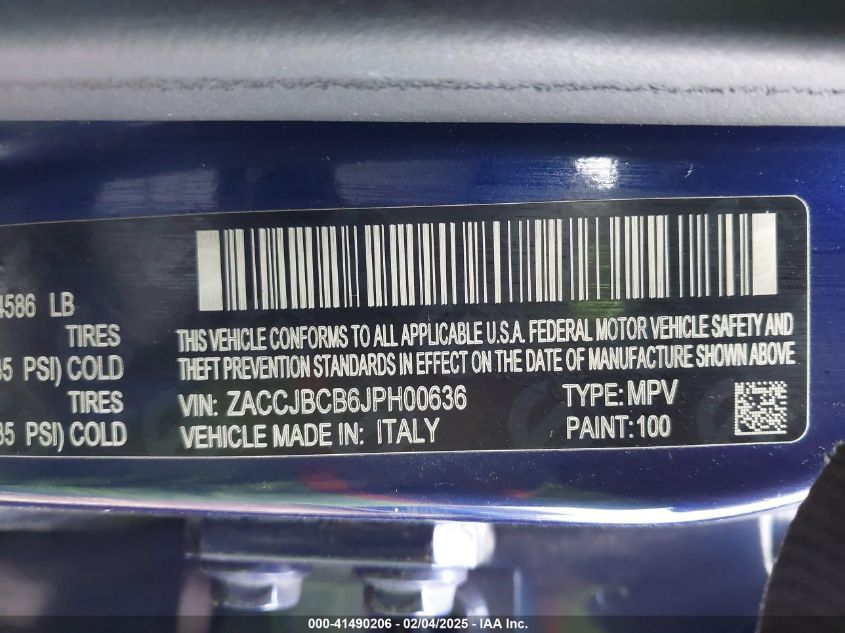 4586 LB
TIRES
35 PSI) COLD
TIRES
35 PSI) COLD
THIS VEHICLE CONFORMS TO ALL APPLICABLE U.S.A. FEDERAL MOTOR VEHICLE SAFETY AND
THEFT PREVENTION STANDARDS IN EFFECT ON THE DATE OF MANUFACTURE SHOWN ABOVE
VIN: ZACCJBCB6JPH00636 TYPE: MPV
VEHICLE MADE IN: ITALY PAINT: 100
000-41490206 - 02/04/2025 - IAA Inc.